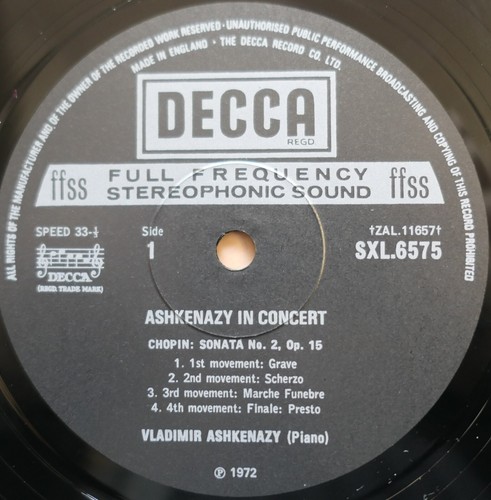 ALL RIGHTS OF THE MANUFACTURER AND OF THE OWNER OF THE RECORDED WORK RESERVED · UNAUTHORISED PUBLIC PERFORMANCE BROADCASTING AND COPYING OF THIS RECORD PROHIBITED
MADE IN ENGLAND · THE DECCA RECORD CO. LTD.
DECCA
REGD
ffss FULL FREQUENCY ffss
STEREOPHONIC SOUND
SPEED 33-⅓
DECCA
(REGD. TRADE MARK)
Side
1
†ZAL.11657†
SXL.6575
ASHKENAZY IN CONCERT
CHOPIN: SONATA No. 2, Op. 15
1. 1st movement: Grave
2. 2nd movement: Scherzo
3. 3rd movement: Marche Funebre
4. 4th movement: Finale: Presto
VLADIMIR ASHKENAZY (Piano)
℗ 1972